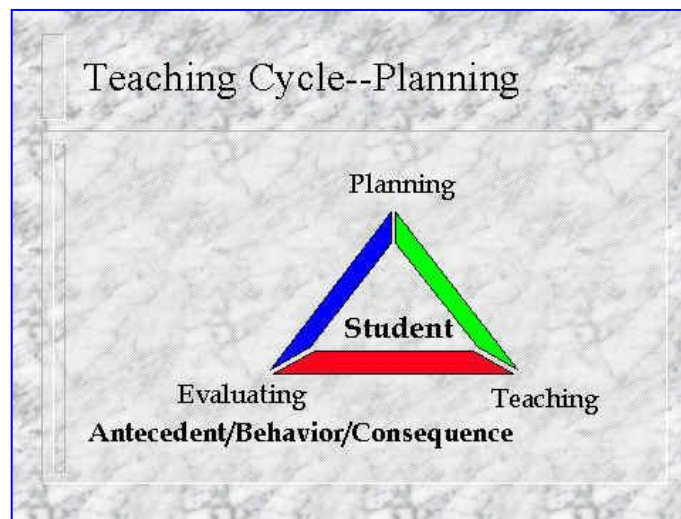 Teaching Cycle--Planning
Planning
Student
Evaluating
Teaching
Antecedent/Behavior/Consequence